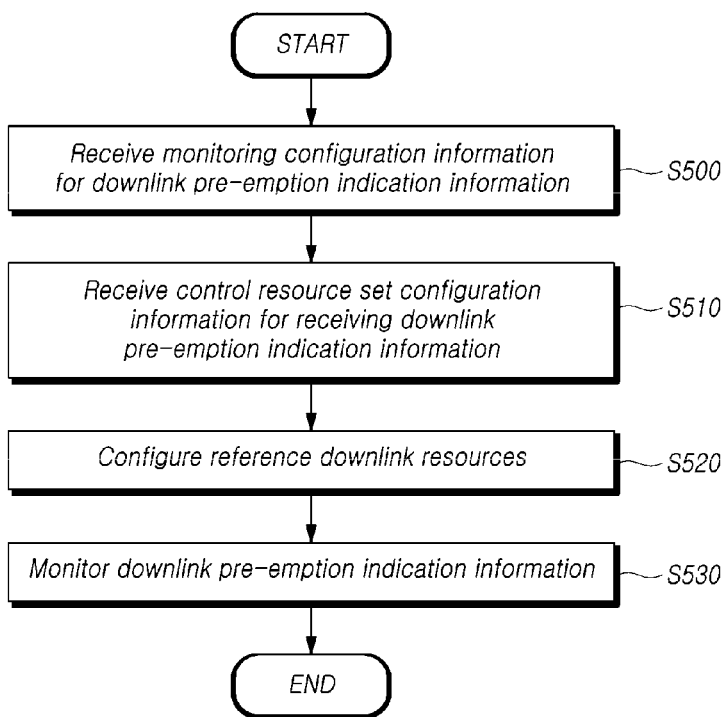 START
Receive monitoring configuration information
for downlink pre-emption indication information
S500
Receive control resource set configuration
information for receiving downlink
pre-emption indication information
S510
Configure reference downlink resources
S520
Monitor downlink pre-emption indication information
S530
END